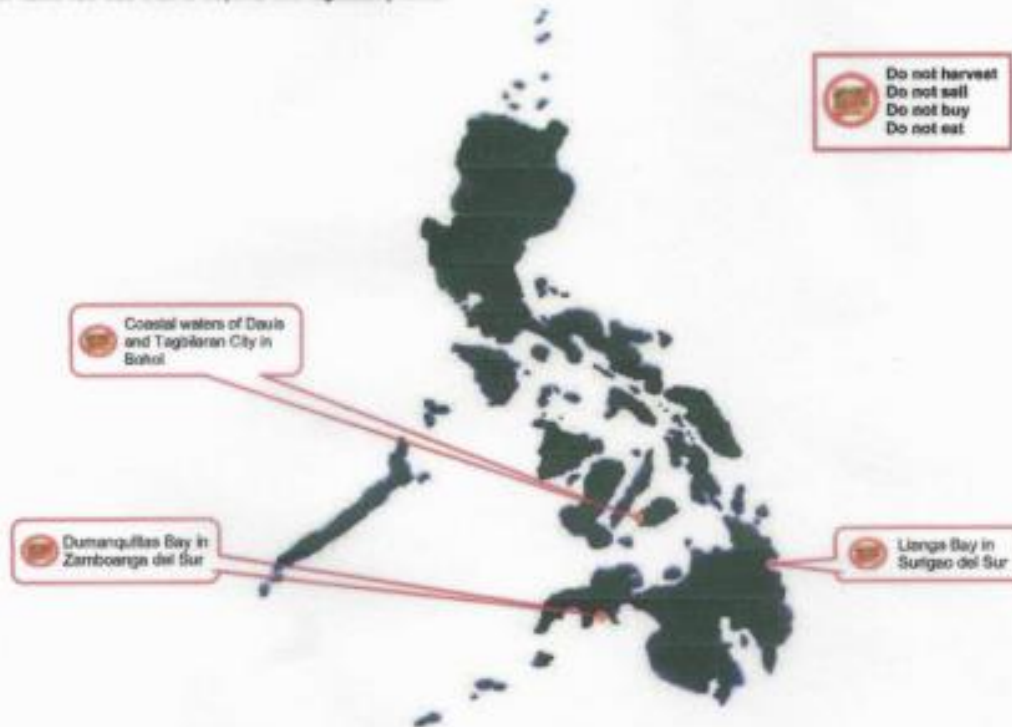 Do not harvest
Do not sell
Do not buy
Do not eat
Coastal waters of Dauis
and Tagbilaran City in
Bohol
Dumanquillas Bay in
Zamboanga del Sur
Lianga Bay in
Surigao del Sur